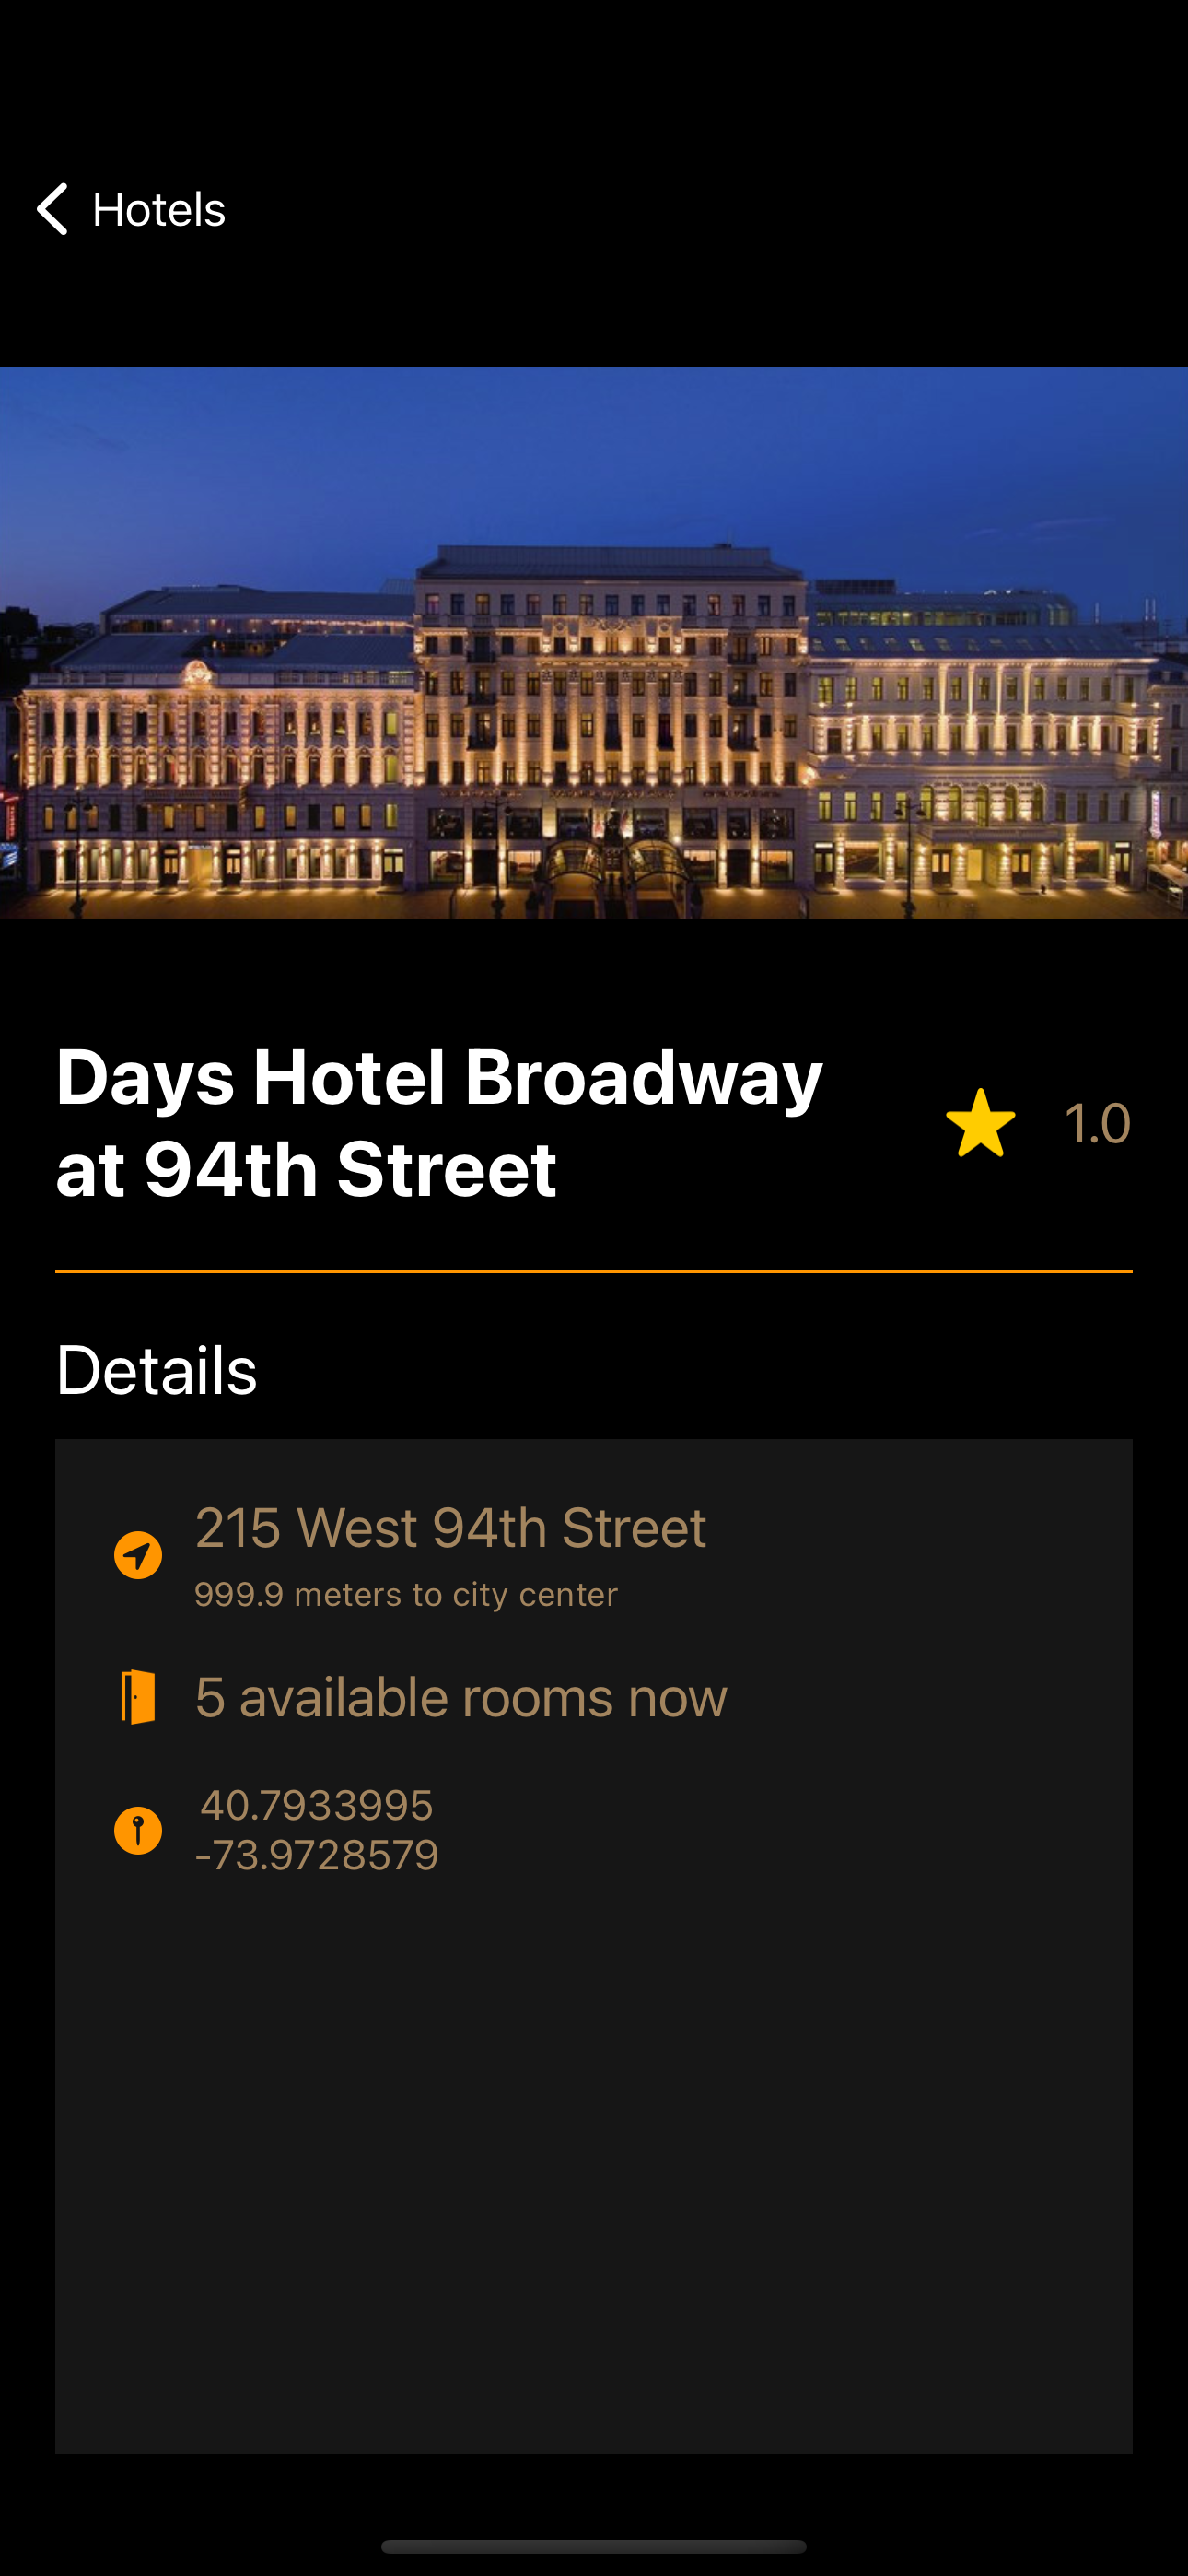 Hotels
Days Hotel Broadway
at 94th Street
1.0
Details
215 West 94th Street
999.9 meters to city center
5 available rooms now
40.7933995
-73.9728579